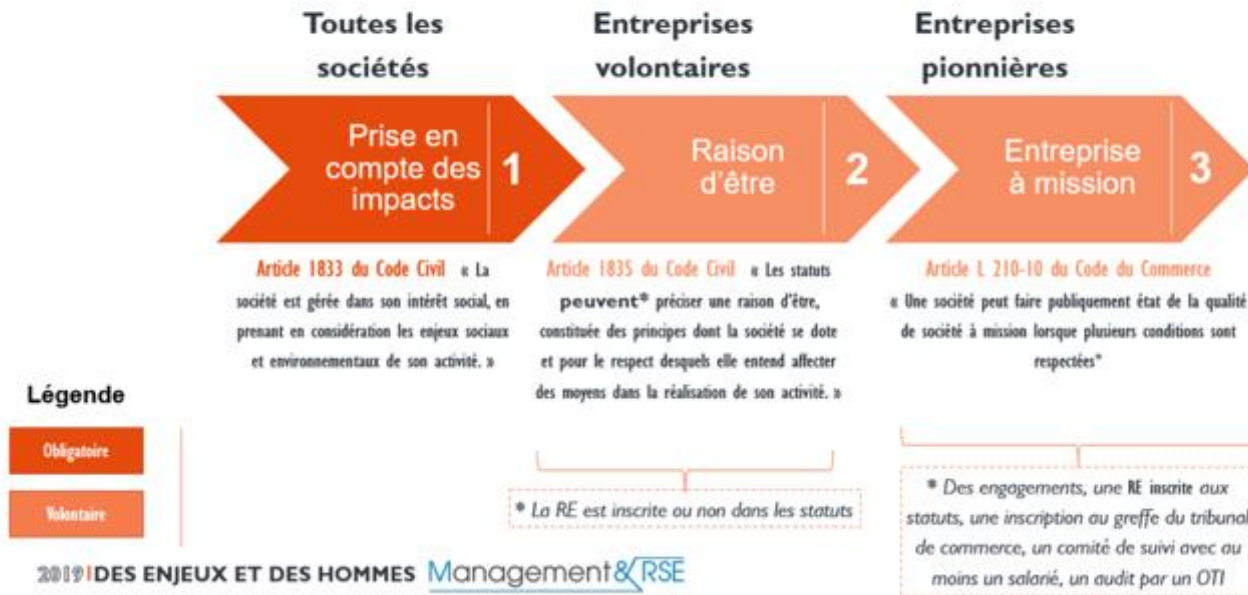 Toutes les
sociétés
Entreprises
volontaires
Entreprises
pionnières
Prise en
compte des
impacts
1
Raison
d'être
2
Entreprise
à mission
3
Article 1833 du Code Civil « La
société est gérée dans son intérêt social, en
prenant en considération les enjeux sociaux
et environnementaux de son activité. »
Article 1835 du Code Civil « Les statuts
peuvent* préciser une raison d'être,
constituée des principes dont la société se dote
et pour le respect desquels elle entend affecter
des moyens dans la réalisation de son activité. »
Article L 210-10 du Code du Commerce
« Une société peut faire publiquement état de la qualité
de société à mission lorsque plusieurs conditions sont
respectées*
Légende
Obligatoire
Volontaire
* La RE est inscrite ou non dans les statuts
* Des engagements, une RE inscrite aux
statuts, une inscription au greffe du tribunal
de commerce, un comité de suivi avec au
moins un salarié, un audit par un OTI
2019 | DES ENJEUX ET DES HOMMES Management & RSE